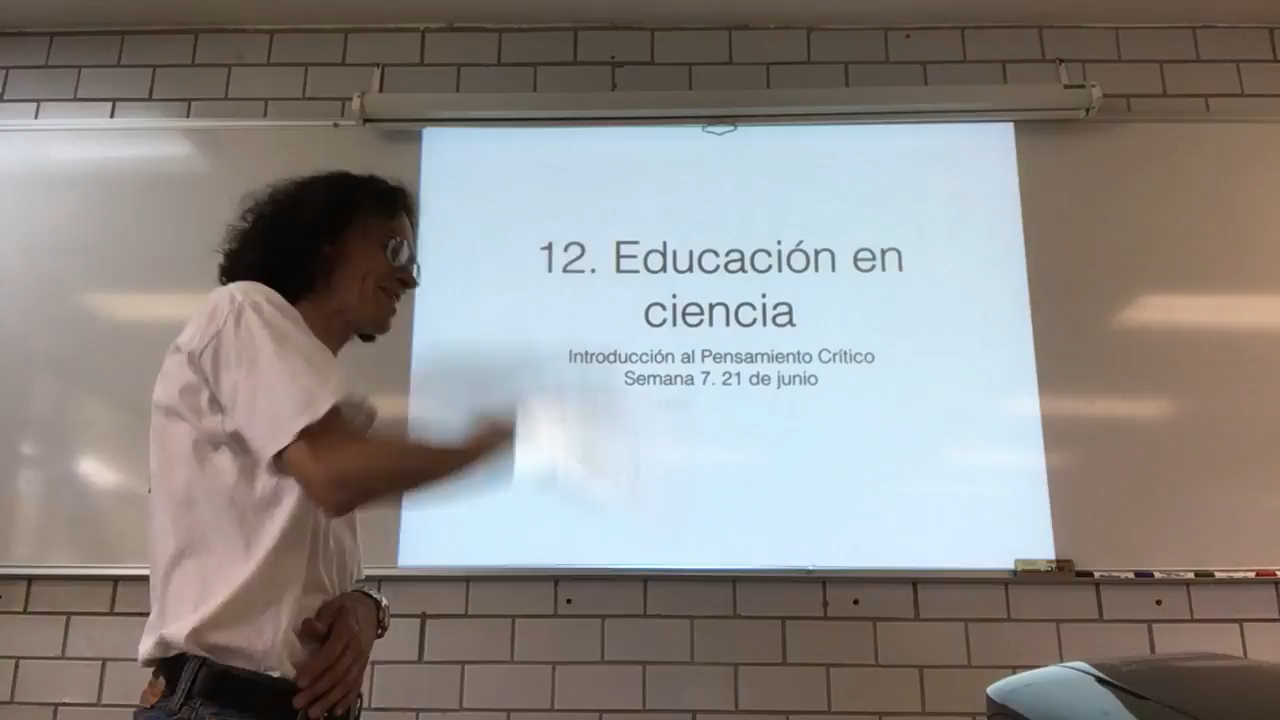 12. Educación en
ciencia
Introducción al Pensamiento Crítico
Semana 7. 21 de junio